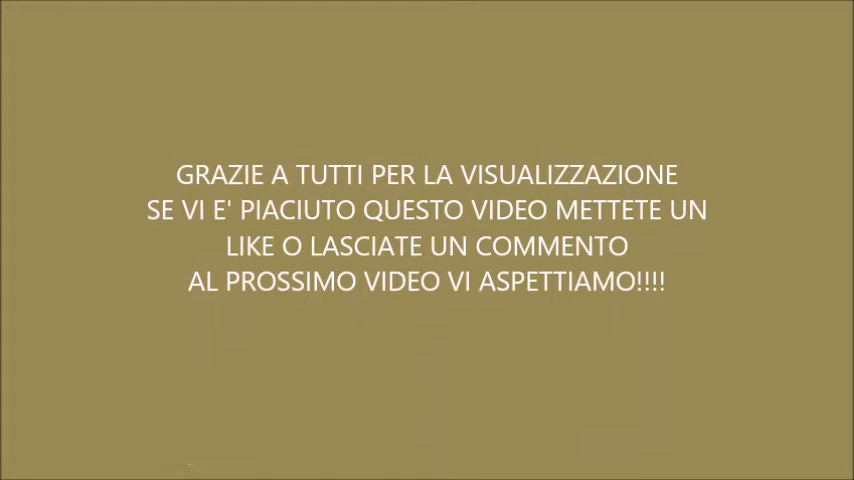 GRAZIE A TUTTI PER LA VISUALIZZAZIONE
SE VI E' PIACIUTO QUESTO VIDEO METTETE UN
LIKE O LASCIATE UN COMMENTO
AL PROSSIMO VIDEO VI ASPETTIAMO!!!!